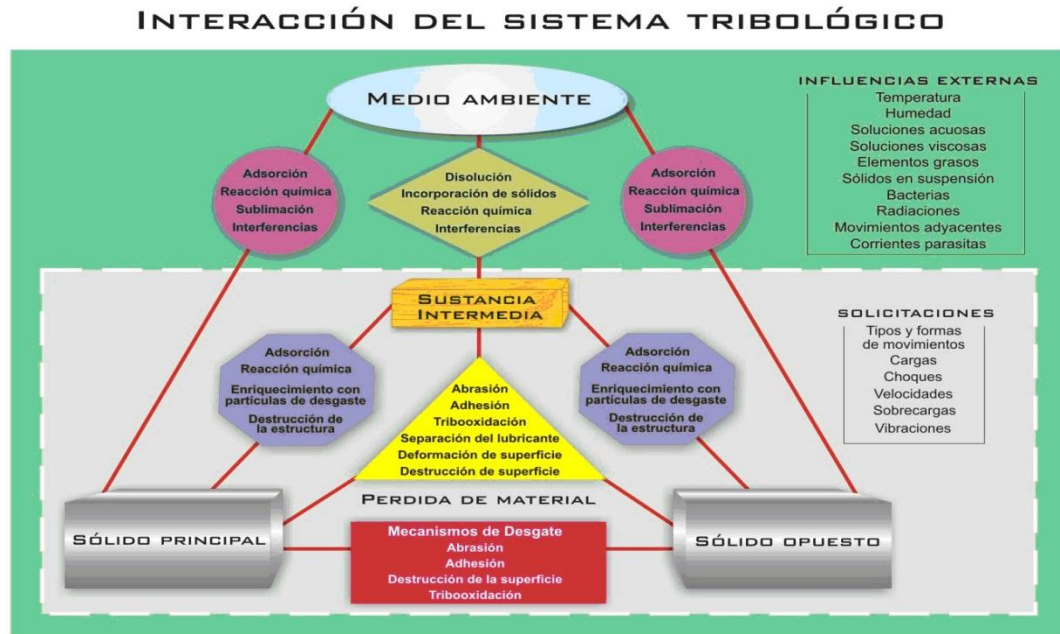 INTERACCIÓN DEL SISTEMA TRIBOLÓGICO
MEDIO AMBIENTE
INFLUENCIAS EXTERNAS
Temperatura
Humedad
Soluciones acuosas
Soluciones viscosas
Elementos grasos
Sólidos en suspensión
Bacterias
Radiaciones
Movimientos adyacentes
Corrientes parasitas
Adsorción
Reacción química
Sublimación
Interferencias
Disolución
Incorporación de sólidos
Reacción química
Interferencias
Adsorción
Reacción química
Sublimación
Interferencias
SUSTANCIA
INTERMEDIA
SOLICITACIONES
Tipos y formas
de movimientos
Cargas
Choques
Velocidades
Sobrecargas
Vibraciones
Adsorción
Reacción química
Enriquecimiento con
partículas de desgaste
Destrucción de
la estructura
Abrasión
Adhesión
Tribooxidación
Separación del lubricante
Deformación de superficie
Destrucción de superficie
Adsorción
Reacción química
Enriquecimiento con
partículas de desgaste
Destrucción de
la estructura
PERDIDA DE MATERIAL
SÓLIDO PRINCIPAL
Mecanismos de Desgate
Abrasión
Adhesión
Destrucción de la superficie
Tribooxidación
SÓLIDO OPUESTO